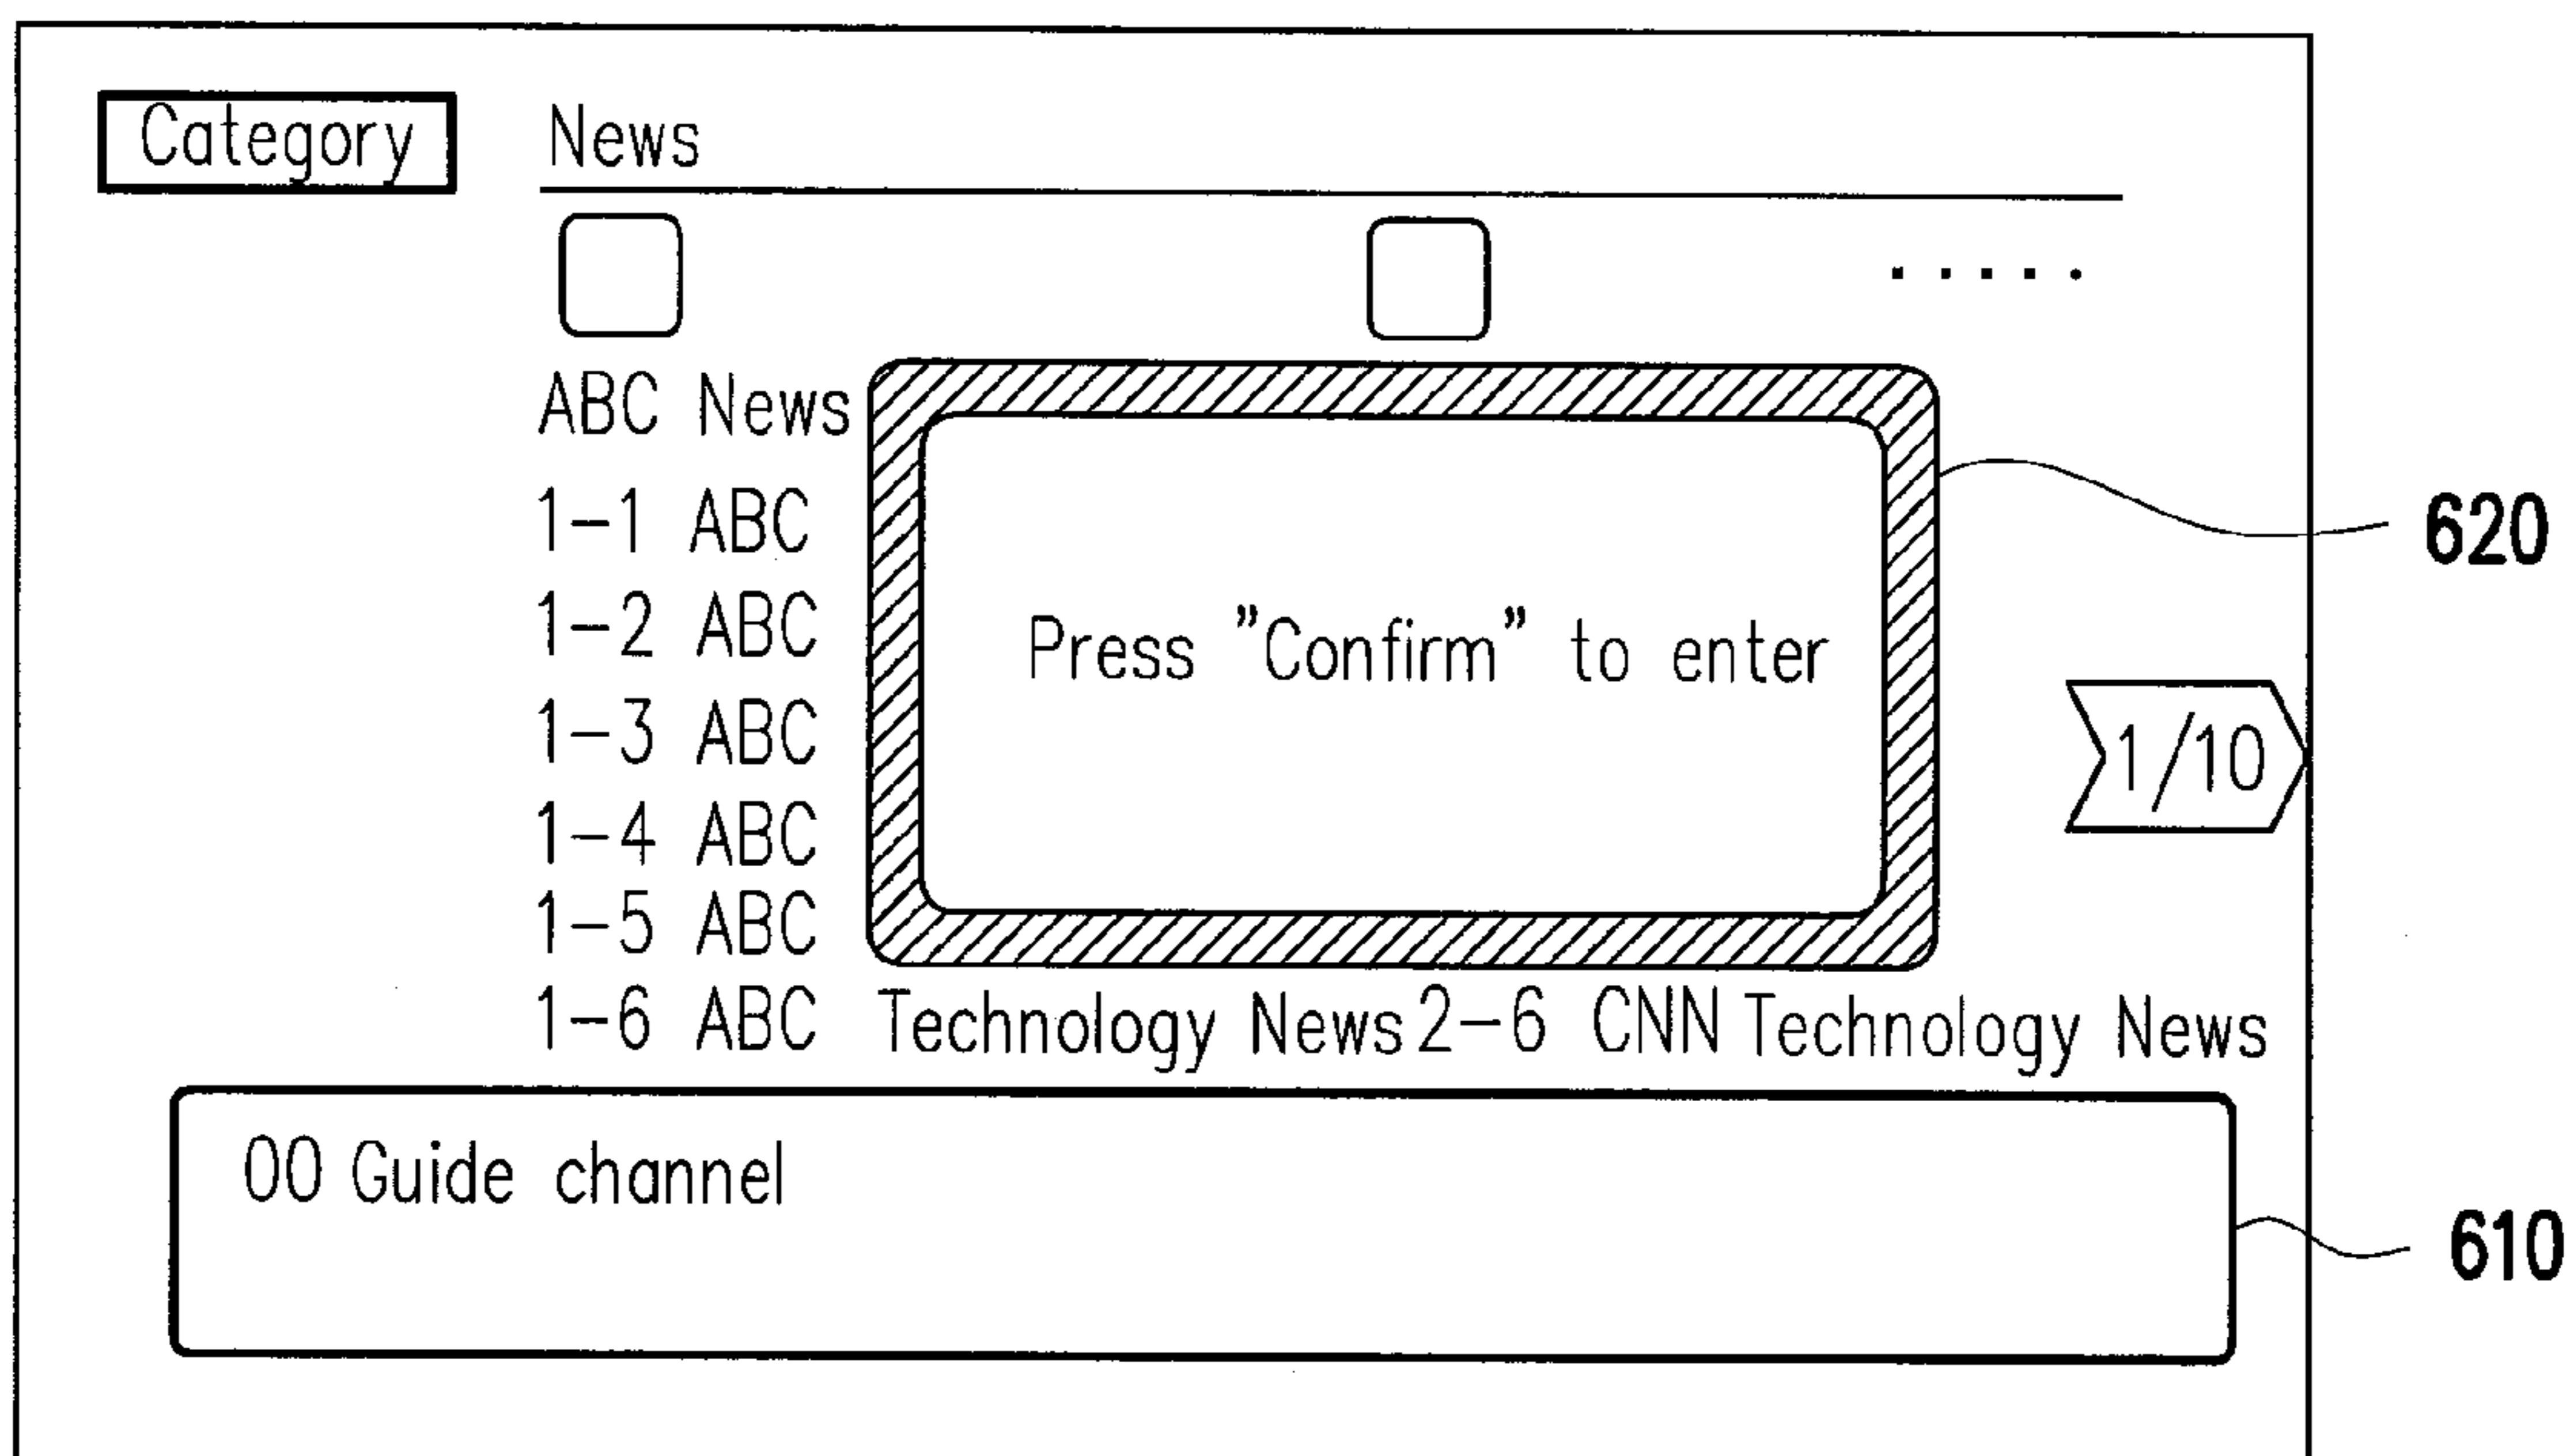 Category News
.....
ABC News
1-1 ABC
620
1-2 ABC
Press "Confirm" to enter
1-3 ABC
1/10
1-4 ABC
1-5 ABC
1-6 ABC Technology News 2-6 CNN Technology News
00 Guide channel
610